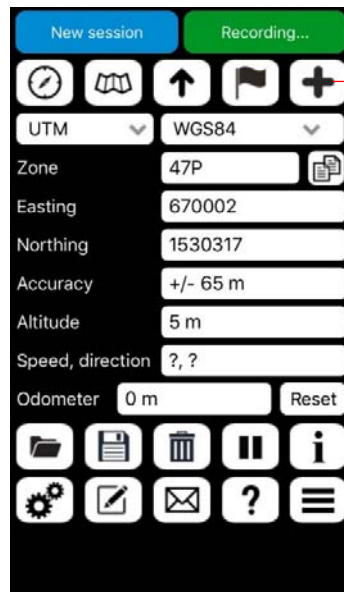 New session Recording...
UTM WGS84
Zone 47P
Easting 670002
Northing 1530317
Accuracy +/- 65 m
Altitude 5 m
Speed, direction ?, ?
Odometer 0 m Reset
i
?